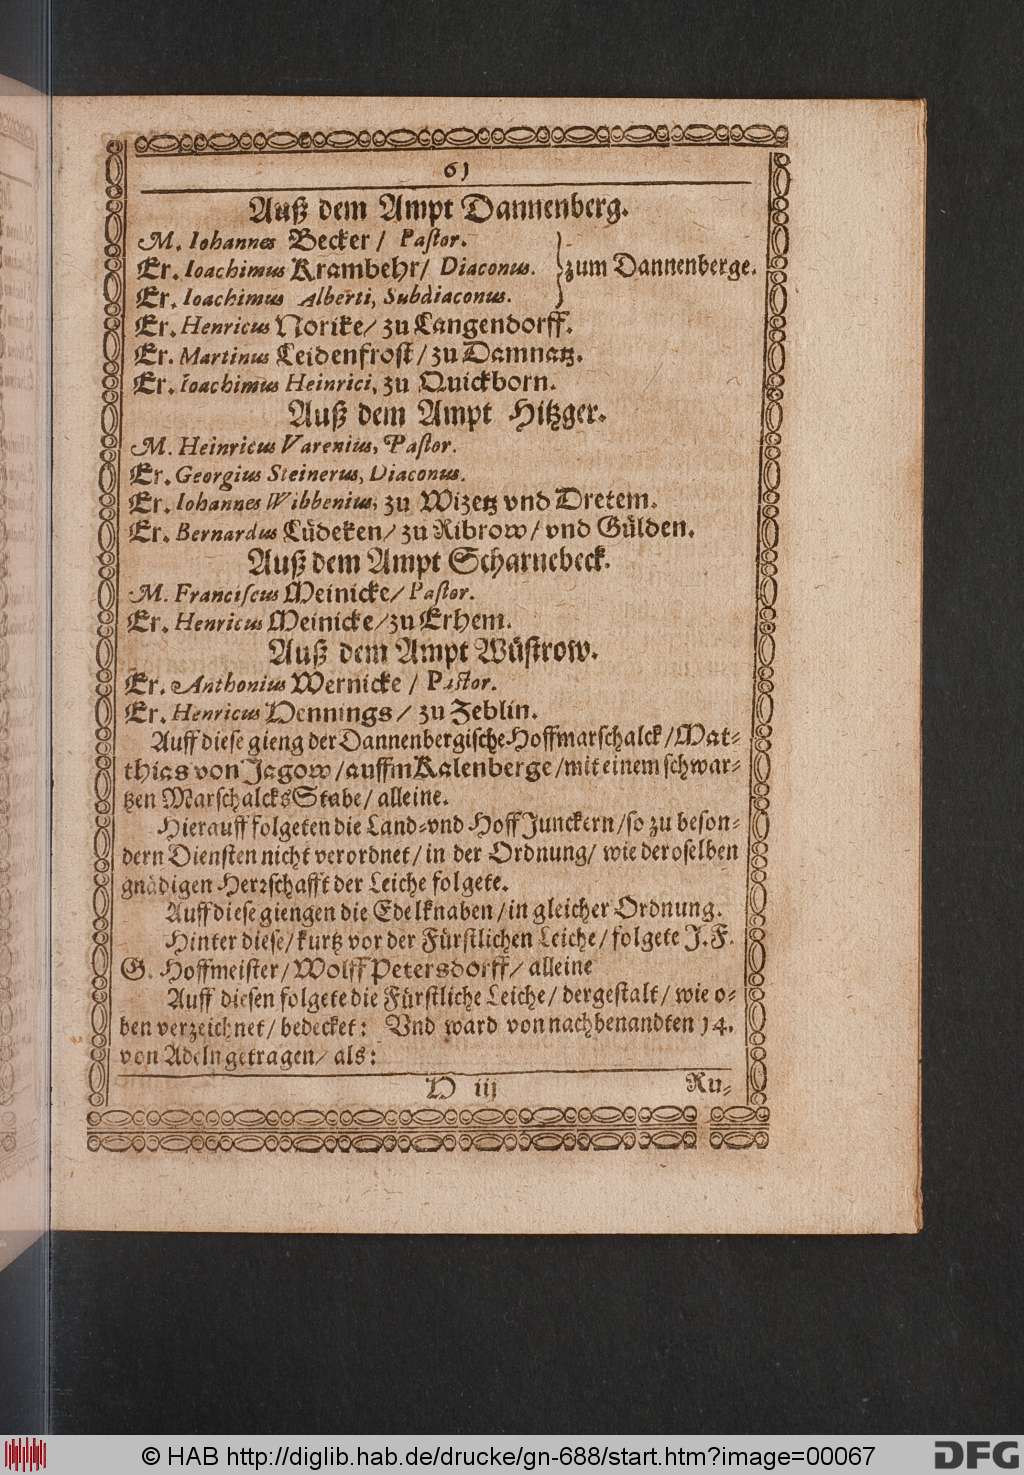 61
Auß dem Ampt Dannenberg.
M. Iohannes Becker / Paſtor.
Er. Ioachimus Krambehr / Diaconus. } zum Dannenberge.
Er. Ioachimus Alberti, Subdiaconus.
Er. Henricus Norike / zu Langendorff.
Er. Martinus Leidenfroſt / zu Damnatz.
Er. Ioachimus Heinrici, zu Quickborn.
Auß dem Ampt Hitzger.
M. Heinricus Varenius, Paſtor.
Er. Georgius Steinerus, Diaconus.
Er. Iohannes Wibbenius, zu Wizetz vnd Dretem.
Er. Bernardus Lüdeken / zu Ribrow / vnd Gülden.
Auß dem Ampt Scharnebeck.
M. Franciſcus Meinicke / Paſtor.
Er. Henricus Meinicke / zu Erhem.
Auß dem Ampt Wüſtrow.
Er. Anthonius Wernicke / Paſtor.
Er. Henricus Hennings / zu Zeblin.
Auff dieſe gieng der Dannenbergiſche Hoffmarſchalck / Mat-
thias von Jagow / auffm Kalenberge / mit einem ſchwar-
tzen Marſchalcks Stabe / alleine.
Hierauff folgeten die Land- vnd Hoff Junckern / ſo zu beſon-
dern Dienſten nicht verordnet / in der Ordnung / wie deroſelben
gnädigen Herꝛſchafft der Leiche folgete.
Auff dieſe giengen die Edelknaben / in gleicher Ordnung.
Hinter dieſe / kurtz vor der Fürſtlichen Leiche / folgete J. F.
G. Hoffmeiſter / Wolff Petersdorff / alleine
Auff dieſen folgete die Fürſtliche Leiche / dergeſtalt / wie o-
ben verzeichnet / bedecket: Vnd ward von nachbenandten 14.
von Adeln getragen / als:
H iij Ru-
© HAB http://diglib.hab.de/drucke/gn-688/start.htm?image=00067
DFG